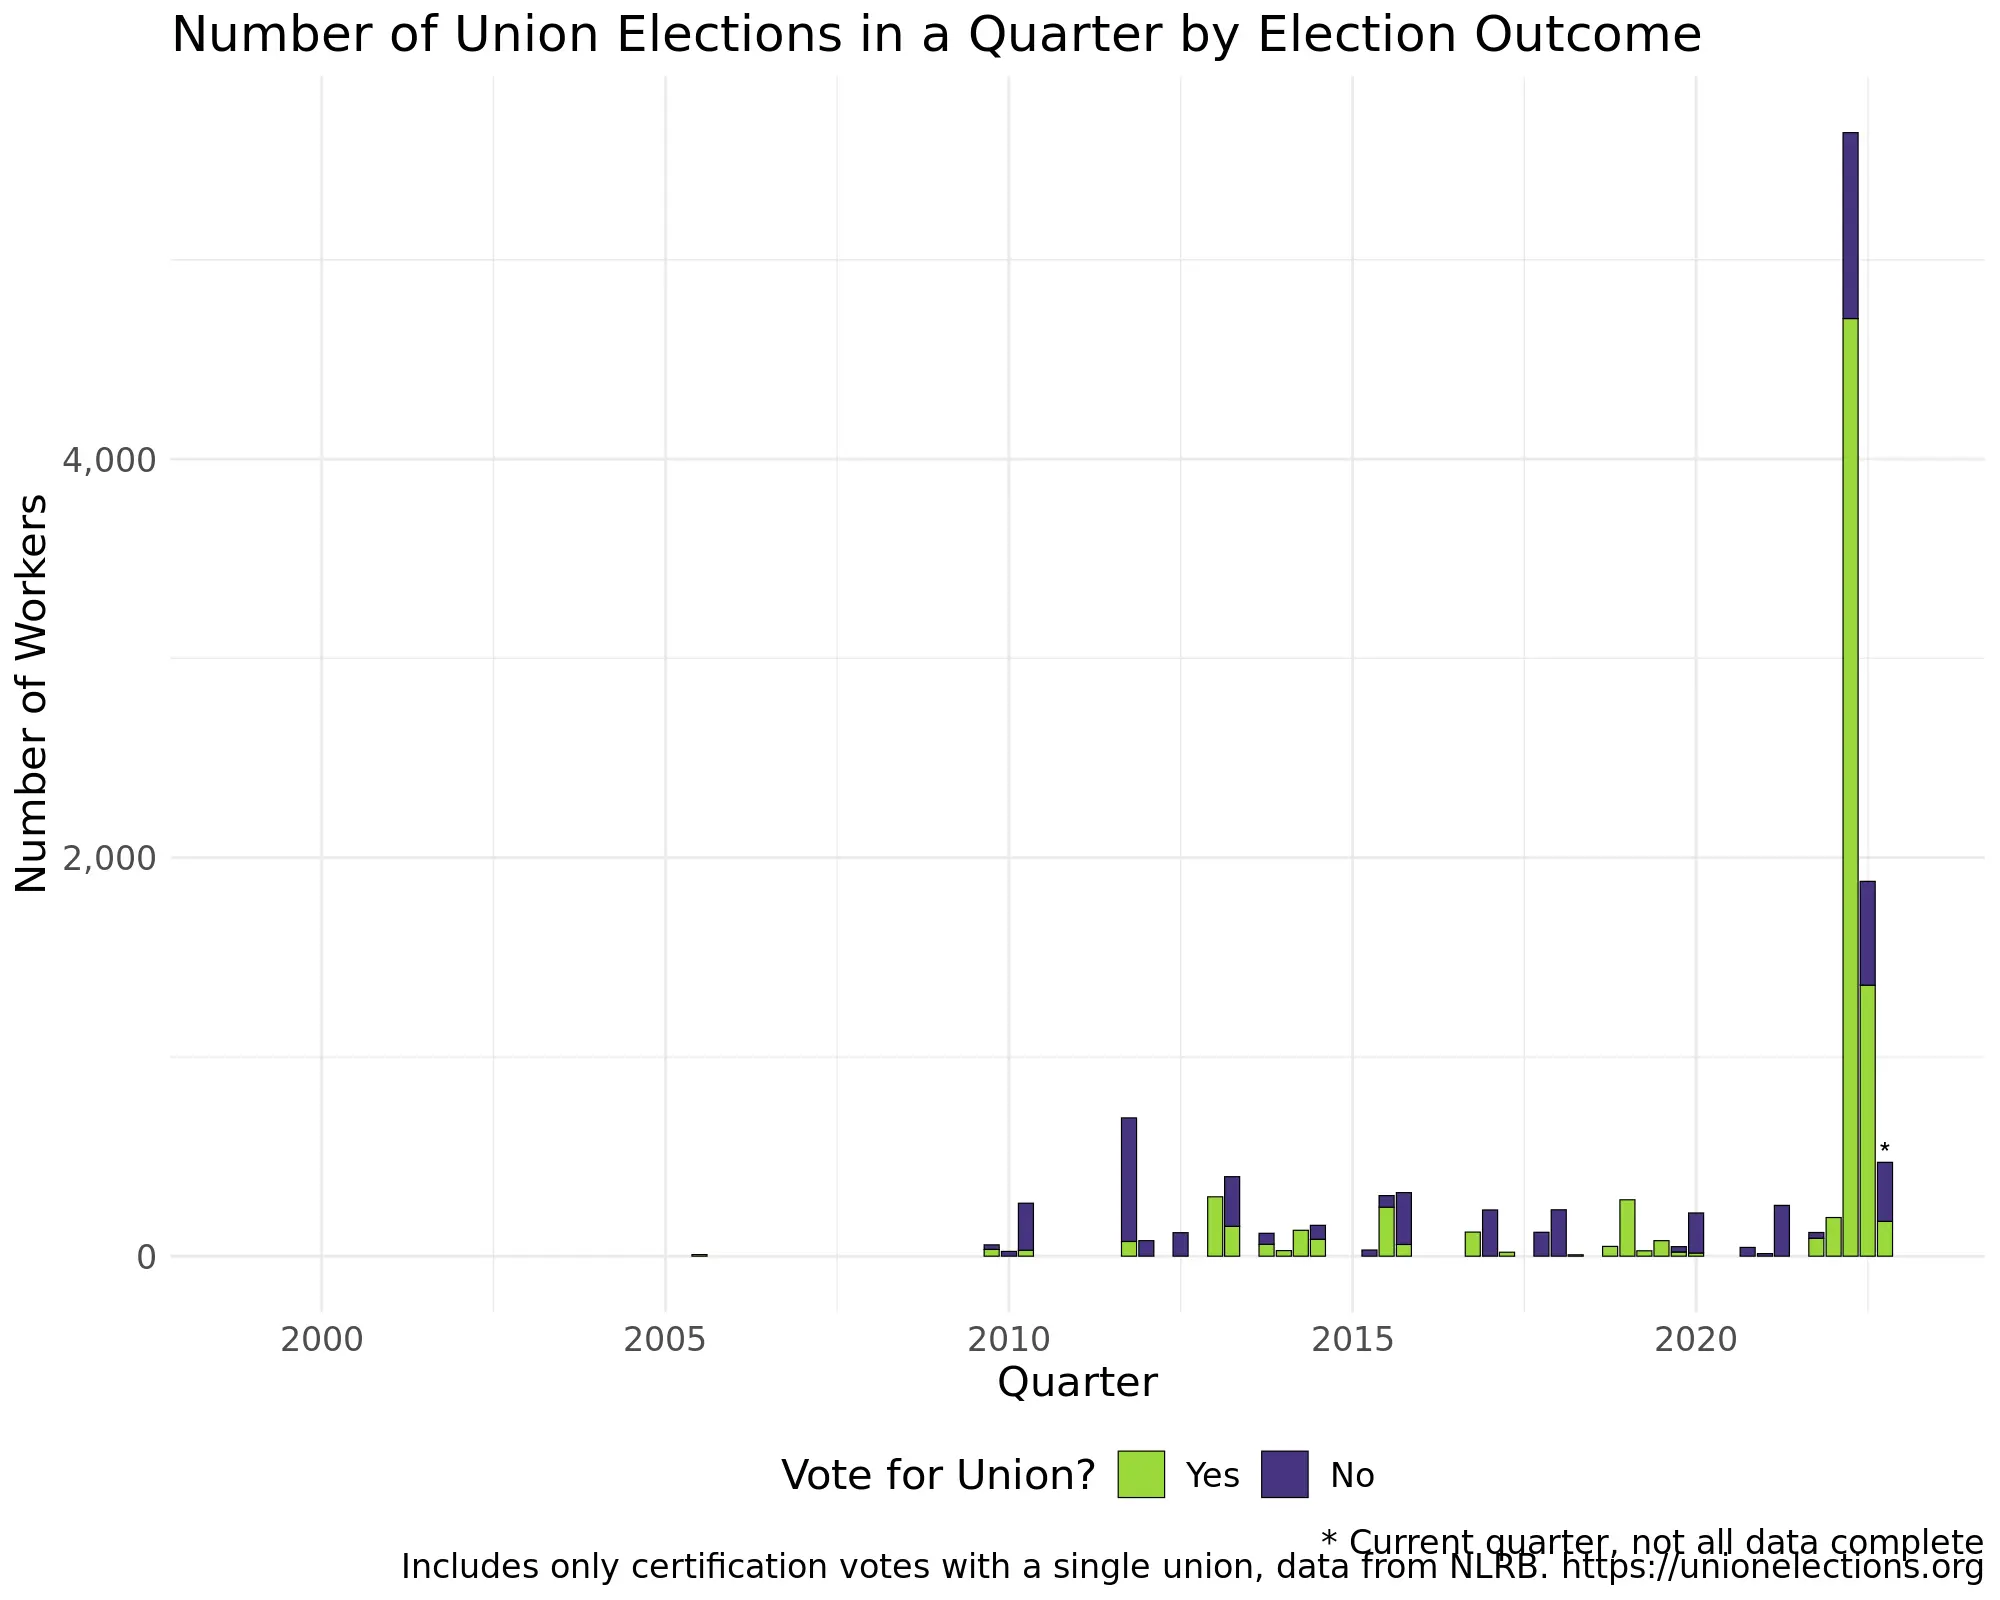 Number of Union Elections in a Quarter by Election Outcome
Number of Workers
4,000
2,000
0
*
2000 2005 2010 2015 2020
Quarter
Vote for Union? Yes No
* Current quarter, not all data complete
Includes only certification votes with a single union, data from NLRB. https://unionelections.org